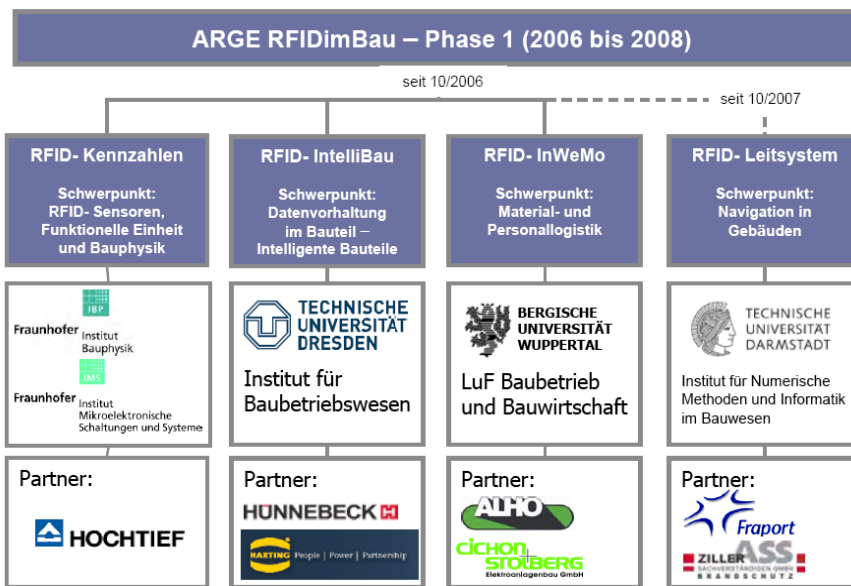 ARGE RFIDimBau – Phase 1 (2006 bis 2008)
seit 10/2006
seit 10/2007
RFID- Kennzahlen
Schwerpunkt:
RFID- Sensoren,
Funktionelle Einheit
und Bauphysik
RFID- IntelliBau
Schwerpunkt:
Datenvorhaltung
im Bauteil –
Intelligente Bauteile
RFID- InWeMo
Schwerpunkt:
Material- und
Personallogistik
RFID- Leitsystem
Schwerpunkt:
Navigation in
Gebäuden
IBP
Fraunhofer Institut
Bauphysik
IMS
Fraunhofer Institut
Mikroelektronische
Schaltungen und Systeme
TECHNISCHE
UNIVERSITÄT
DRESDEN
Institut für
Baubetriebswesen
BERGISCHE
UNIVERSITÄT
WUPPERTAL
LuF Baubetrieb
und Bauwirtschaft
TECHNISCHE
UNIVERSITÄT
DARMSTADT
Institut für Numerische
Methoden und Informatik
im Bauwesen
Partner:
HOCHTIEF
Partner:
HÜNNEBECK
HARTING People | Power | Partnership
Partner:
ALHO
CICHON
STOLBERG
Elektroanlagenbau GmbH
Partner:
Fraport
ZILLER ASS
SACHVERSTÄNDIGEN GMBH
BRANDSCHUTZ